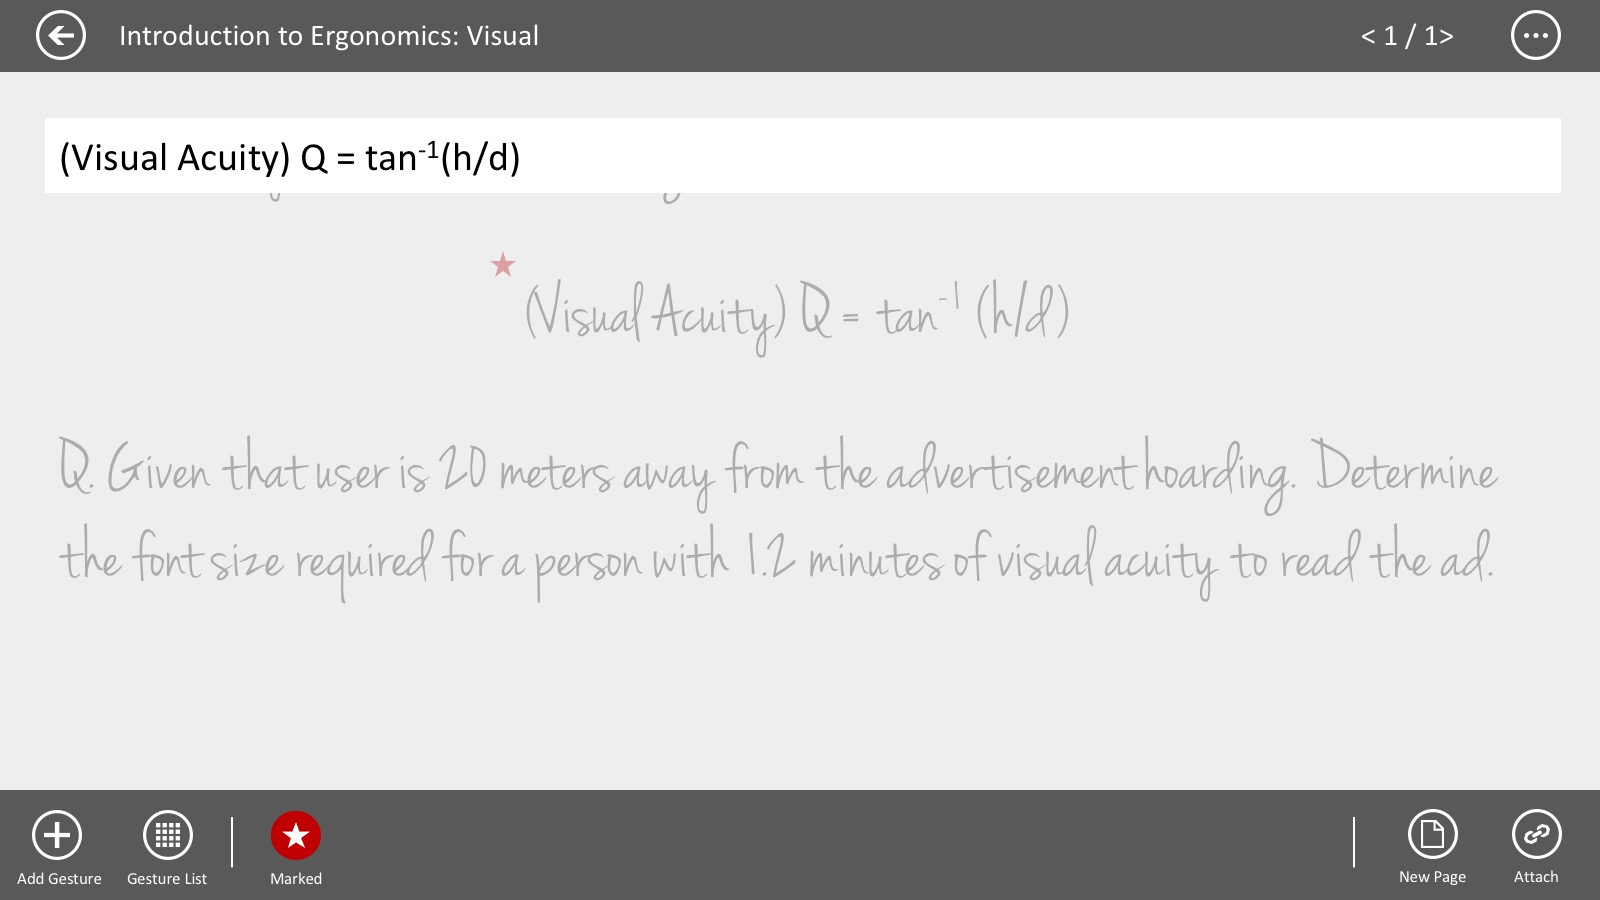 Introduction to Ergonomics: Visual
< 1 / 1>
(Visual Acuity) Q = tan⁻¹(h/d)
(Visual Acuity) Q = tan⁻¹ (h/d)
Q. Given that user is 20 meters away from the advertisement hoarding. Determine
the font size required for a person with 1.2 minutes of visual acuity to read the ad.
Add Gesture
Gesture List
Marked
New Page
Attach